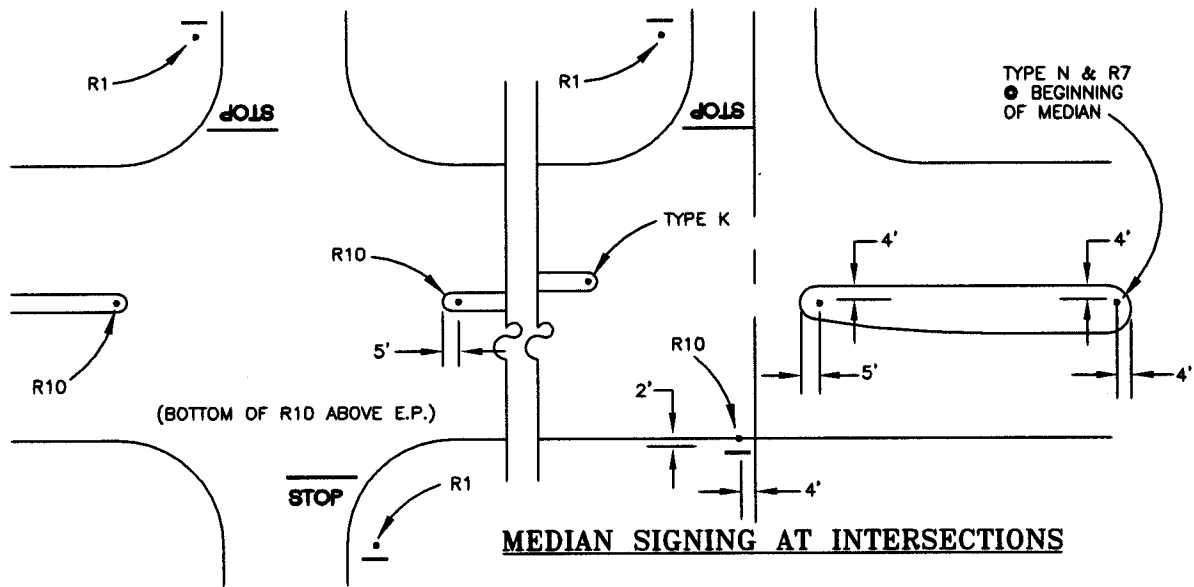 R1
R1
STOP
STOP
TYPE N & R7
@ BEGINNING
OF MEDIAN
TYPE K
R10
4'
4'
R10
5'
R10
2'
5'
4'
(BOTTOM OF R10 ABOVE E.P.)
STOP
R1
4'
MEDIAN SIGNING AT INTERSECTIONS